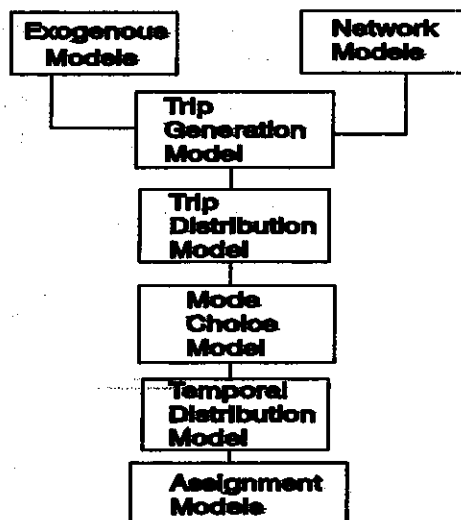 Exogenous
Models
Network
Models
Trip
Generation
Model
Trip
Distribution
Model
Mode
Choice
Model
Temporal
Distribution
Model
Assignment
Models